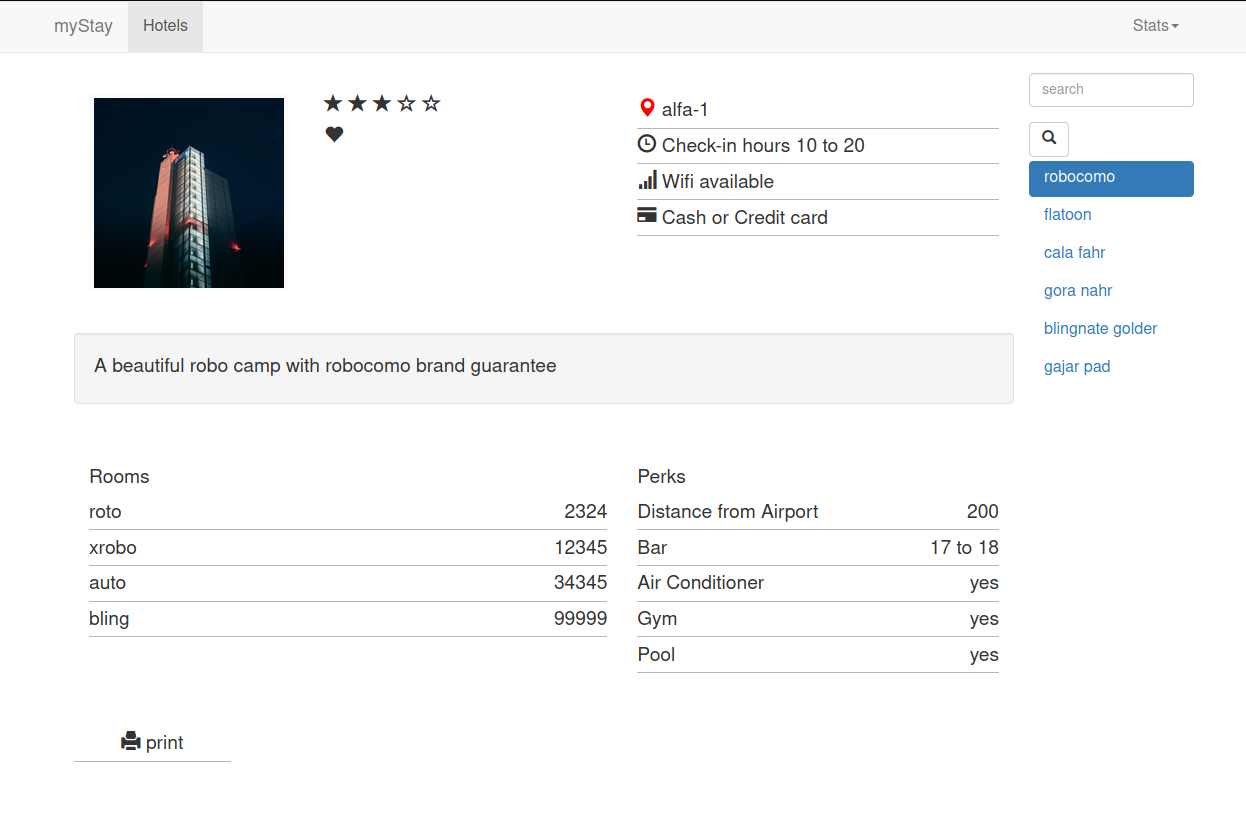 myStay Hotels Stats
alfa-1
Check-in hours 10 to 20
Wifi available
Cash or Credit card
search
robocomo
flatoon
cala fahr
gora nahr
blingnate golder
gajar pad
A beautiful robo camp with robocomo brand guarantee
Rooms
roto 2324
xrobo 12345
auto 34345
bling 99999
Perks
Distance from Airport 200
Bar 17 to 18
Air Conditioner yes
Gym yes
Pool yes
print